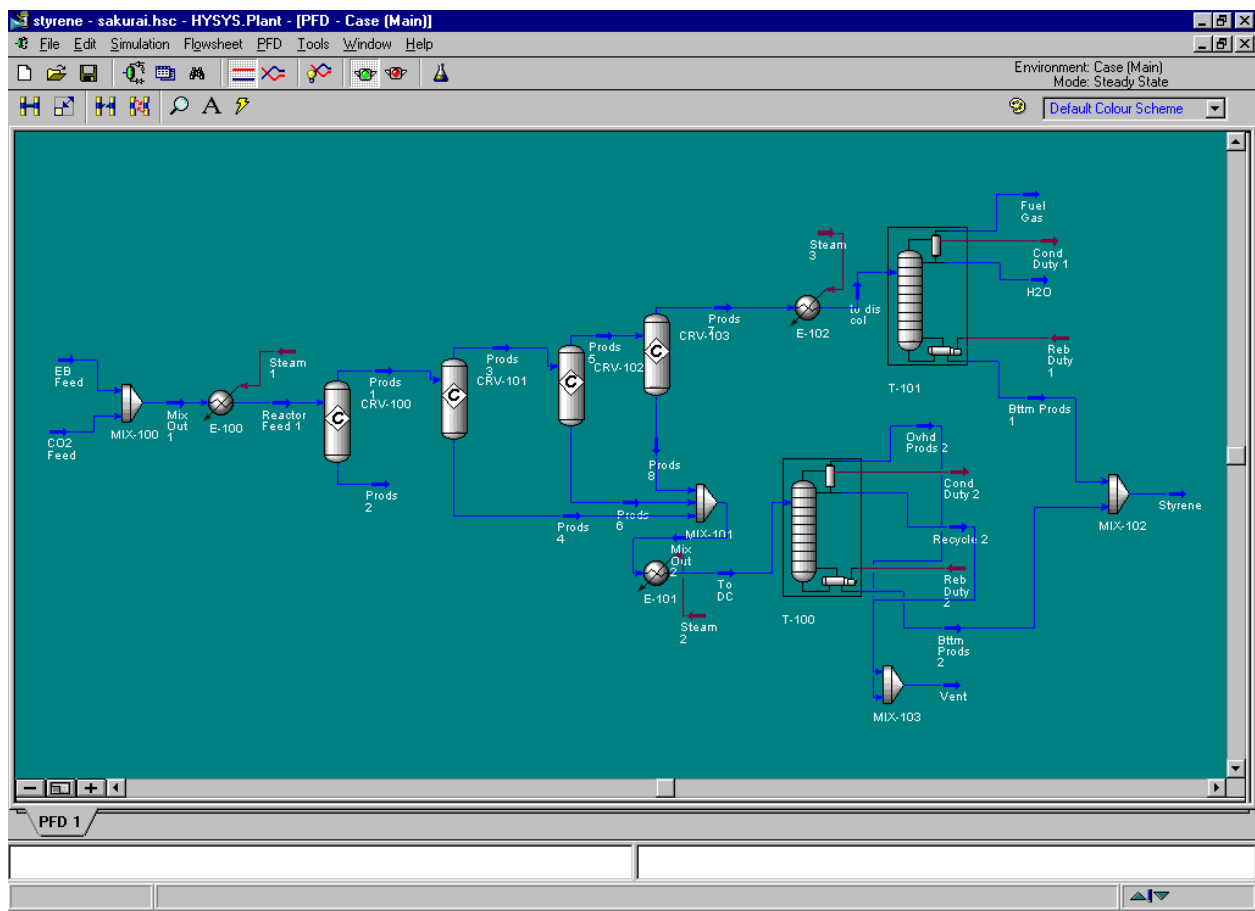 styrene - sakurai.hsc - HYSYS.Plant - [PFD - Case (Main)]
File Edit Simulation Flowsheet PFD Tools Window Help
Environment: Case (Main)
Mode: Steady State
A
Default Colour Scheme
Fuel
Gas
Steam
3
Cond
Duty 1
H2O
to dis
col
Prods
7
E-102
CRV-103
Reb
Duty
1
T-101
Prods
5
CRV-102
Prods
3
CRV-101
EB
Feed
Steam
1
Prods
1
CRV-100
Mix
Out
1
E-100
Reactor
Feed 1
MIX-100
CO2
Feed
Bttm Prods
1
Ovhd
Prods 2
Prods
8
Cond
Duty 2
Prods
2
Styrene
MIX-102
Prods
6
Prods
4
MIX-101
Recycle 2
Mix
Out
2
E-101
To
DC
Reb
Duty
2
T-100
Steam
2
Bttm
Prods
2
Vent
MIX-103
C
C
C
C
PFD 1